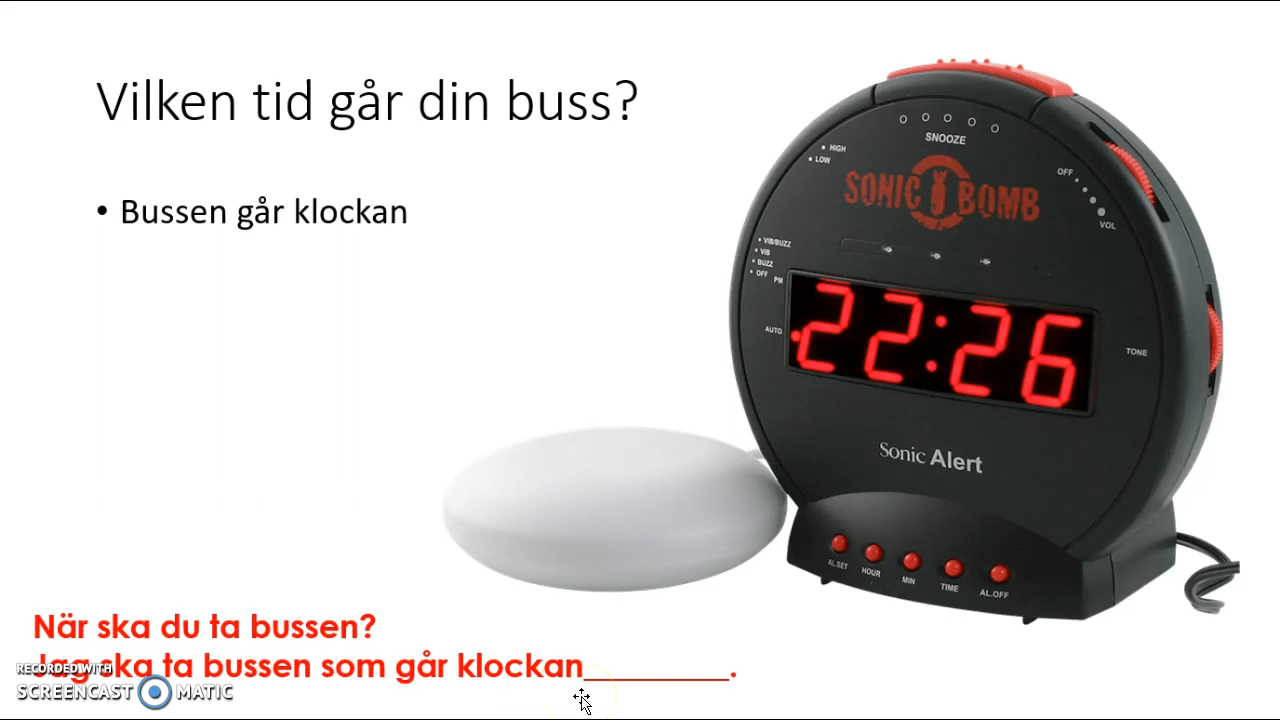 Vilken tid går din buss?
• Bussen går klockan
SNOOZE
HIGH
LOW
OFF
VOL
SONIC BOMB
VIB/BUZZ
VIB
BUZZ
OFF
PM
AUTO
22:26
TONE
Sonic Alert
AL.SET HOUR MIN TIME AL.OFF
När ska du ta bussen?
Jag ska ta bussen som går klockan________.
RECORDED WITH
SCREENCAST MATIC